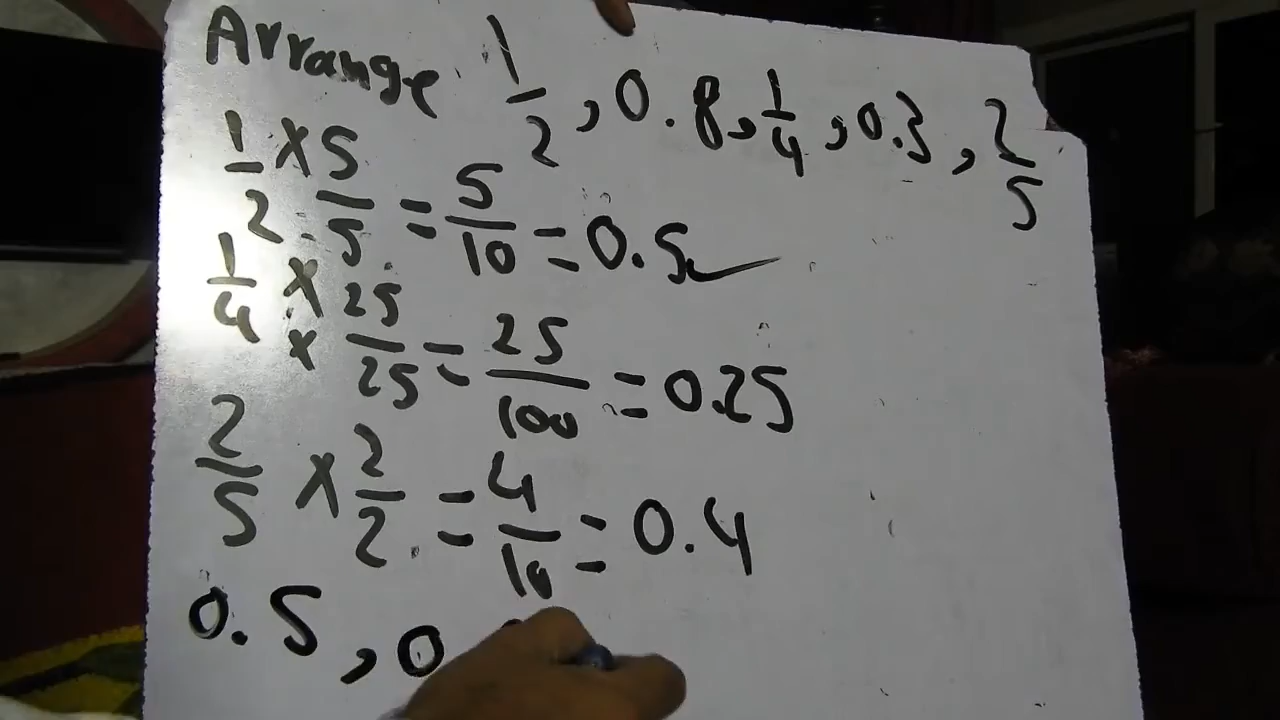 Arrange 1/2, 0.8, 1/4, 0.3, 2/5
1/2 × 5/5 = 5/10 = 0.5
1/4 × × 25/25 = 25/100 = 0.25
2/5 × 2/2 = 4/10 = 0.4
0.5, 0